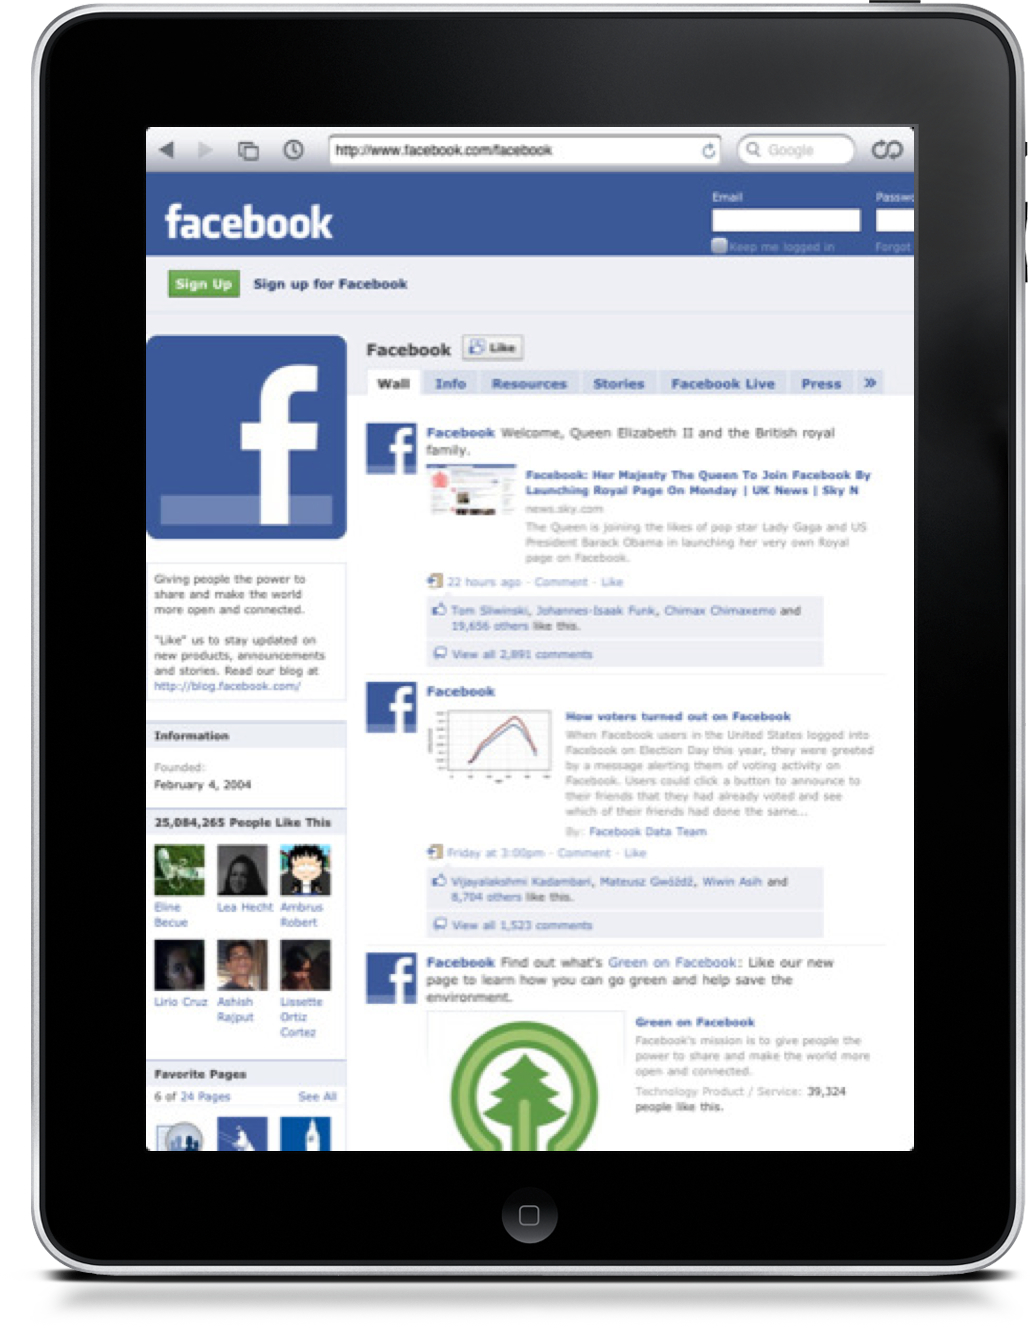 http://www.facebook.com/facebook
Google
facebook
Email
Passwo
Keep me logged in
Forgot
Sign Up
Sign up for Facebook
Facebook
Like
Wall
Info
Resources
Stories
Facebook Live
Press
»
Facebook Welcome, Queen Elizabeth II and the British royal
family.
Facebook: Her Majesty The Queen To Join Facebook By
Launching Royal Page On Monday | UK News | Sky N
news.sky.com
The Queen is joining the likes of pop star Lady Gaga and US
President Barack Obama in launching her very own Royal
page on Facebook.
22 hours ago · Comment · Like
Tom Sliwinski, Johannes-Isaak Funk, Chimax Chimaxemo and
19,656 others like this.
View all 2,891 comments
Facebook
How voters turned out on Facebook
When Facebook users in the United States logged into
Facebook on Election Day this year, they were greeted
by a message alerting them of voting activity on
Facebook. Users could click a button to announce to
their friends that they had already voted and see
which of their friends had done the same...
By: Facebook Data Team
Friday at 3:00pm · Comment · Like
Vijayalakshmi Kadambari, Mateusz Gwóźdź, Wiwin Asih and
8,704 others like this.
View all 1,523 comments
Facebook Find out what's Green on Facebook: Like our new
page to learn how you can go green and help save the
environment.
Green on Facebook
Facebook's mission is to give people the
power to share and make the world more
open and connected.
Technology Product / Service: 39,324
people like this.
Giving people the power to
share and make the world
more open and connected.
"Like" us to stay updated on
new products, announcements
and stories. Read our blog at
http://blog.facebook.com/
Information
Founded:
February 4, 2004
25,084,265 People Like This
Eline
Becue
Lea Hecht
Ambrus
Robert
Lirio Cruz
Ashish
Rajput
Lissette
Ortiz
Cortez
Favorite Pages
6 of 24 Pages
See All